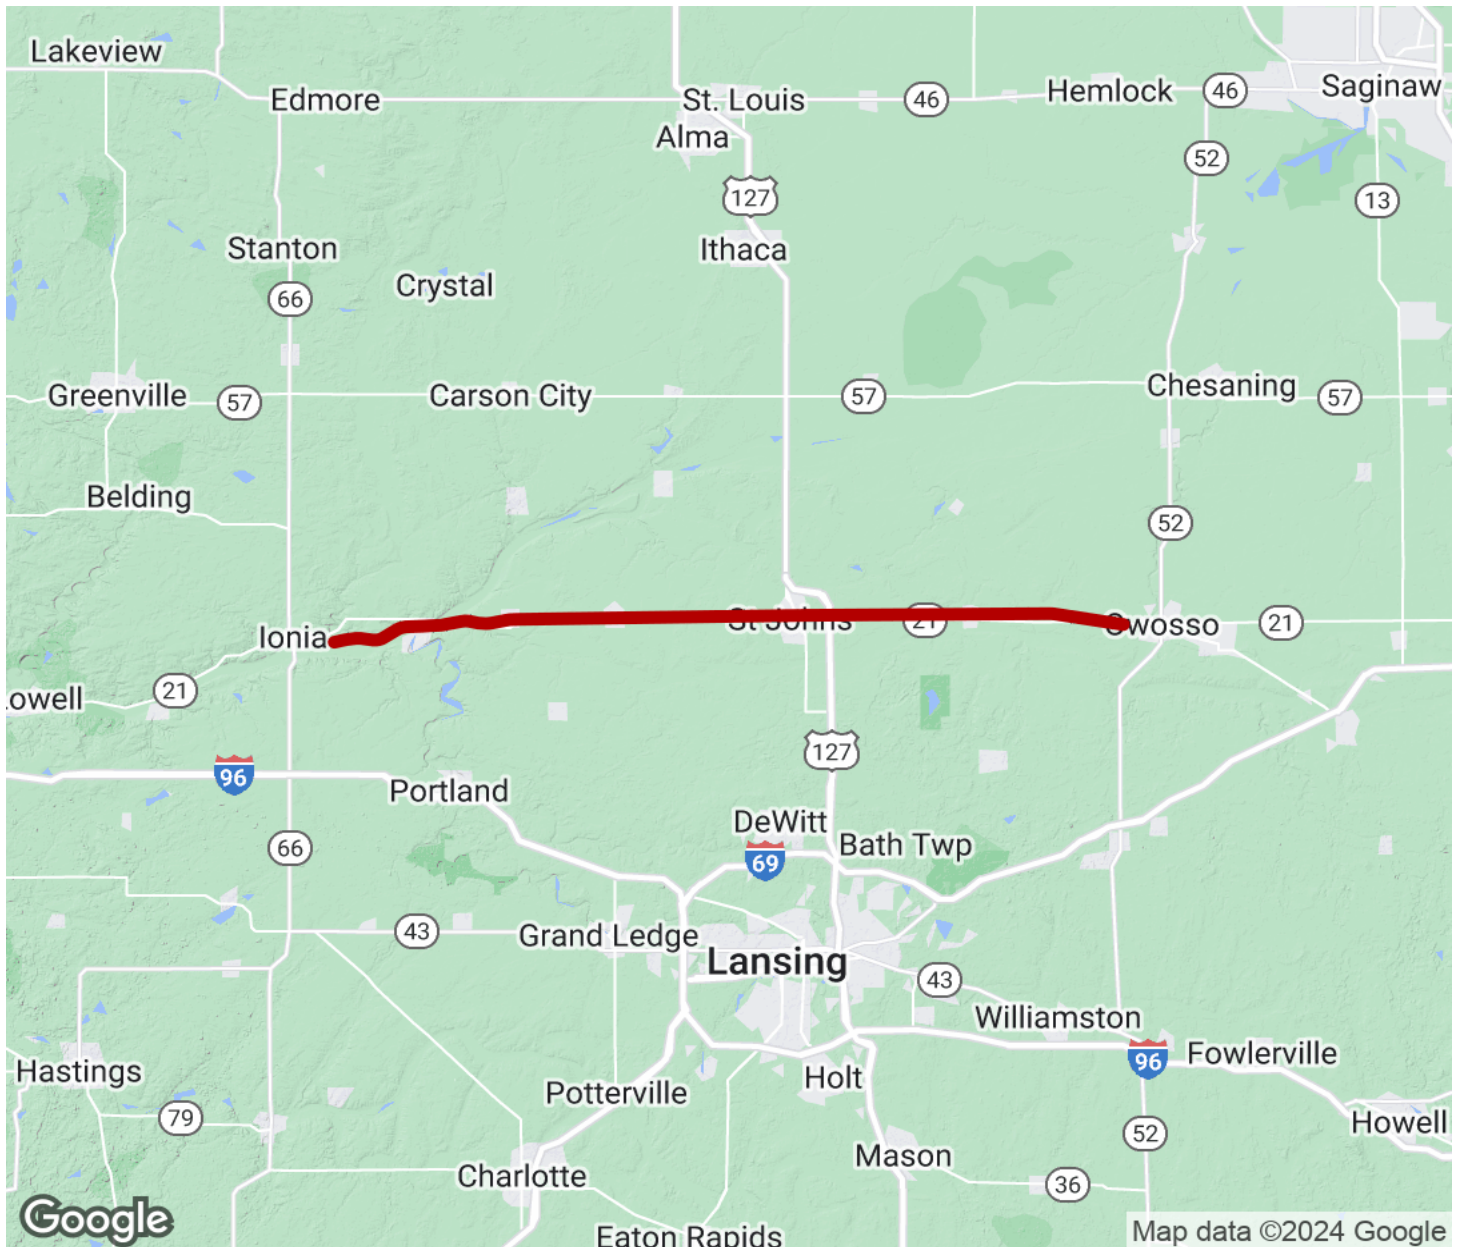 Lakeview
Edmore
St. Louis
46
Hemlock
46
Saginaw
Alma
52
127
13
Stanton
Ithaca
66
Crystal
Greenville
57
Carson City
57
Chesaning
57
Belding
52
Ionia
St Johns
21
Owosso
21
21
owell
127
96
Portland
DeWitt
Bath Twp
66
69
43
Grand Ledge
Lansing
43
Williamston
96
Fowlerville
Hastings
Potterville
Holt
79
52
Howell
Mason
Charlotte
36
Google
Eaton Rapids
Map data ©2024 Google